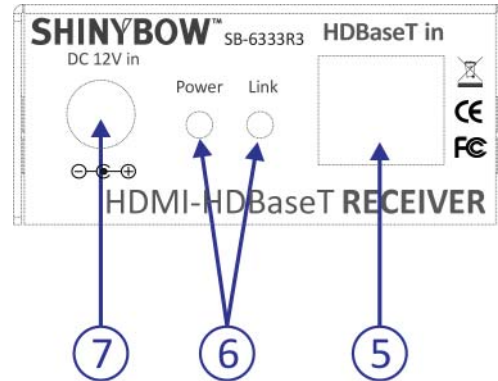 SHINYBOW™ SB-6333R3 HDBaseT in
DC 12V in
Power Link
CE
FC
HDMI-HDBaseT RECEIVER
7 6 5